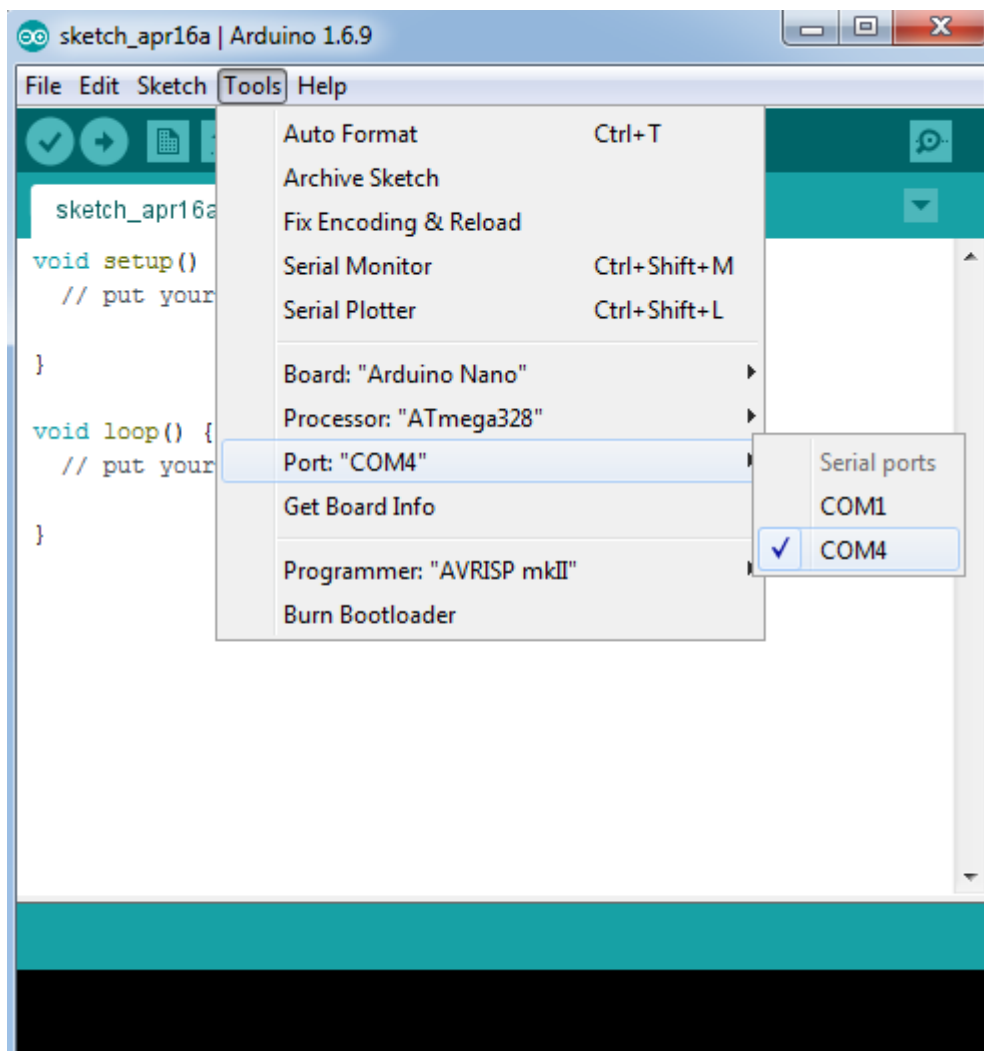 sketch_apr16a | Arduino 1.6.9
File Edit Sketch Tools Help
sketch_apr16a
Auto Format Ctrl+T
Archive Sketch
Fix Encoding & Reload
Serial Monitor Ctrl+Shift+M
Serial Plotter Ctrl+Shift+L
Board: "Arduino Nano"
Processor: "ATmega328"
Port: "COM4"
Get Board Info
Programmer: "AVRISP mkII"
Burn Bootloader
Serial ports
COM1
COM4
void setup()
// put your
}
void loop() {
// put your
}